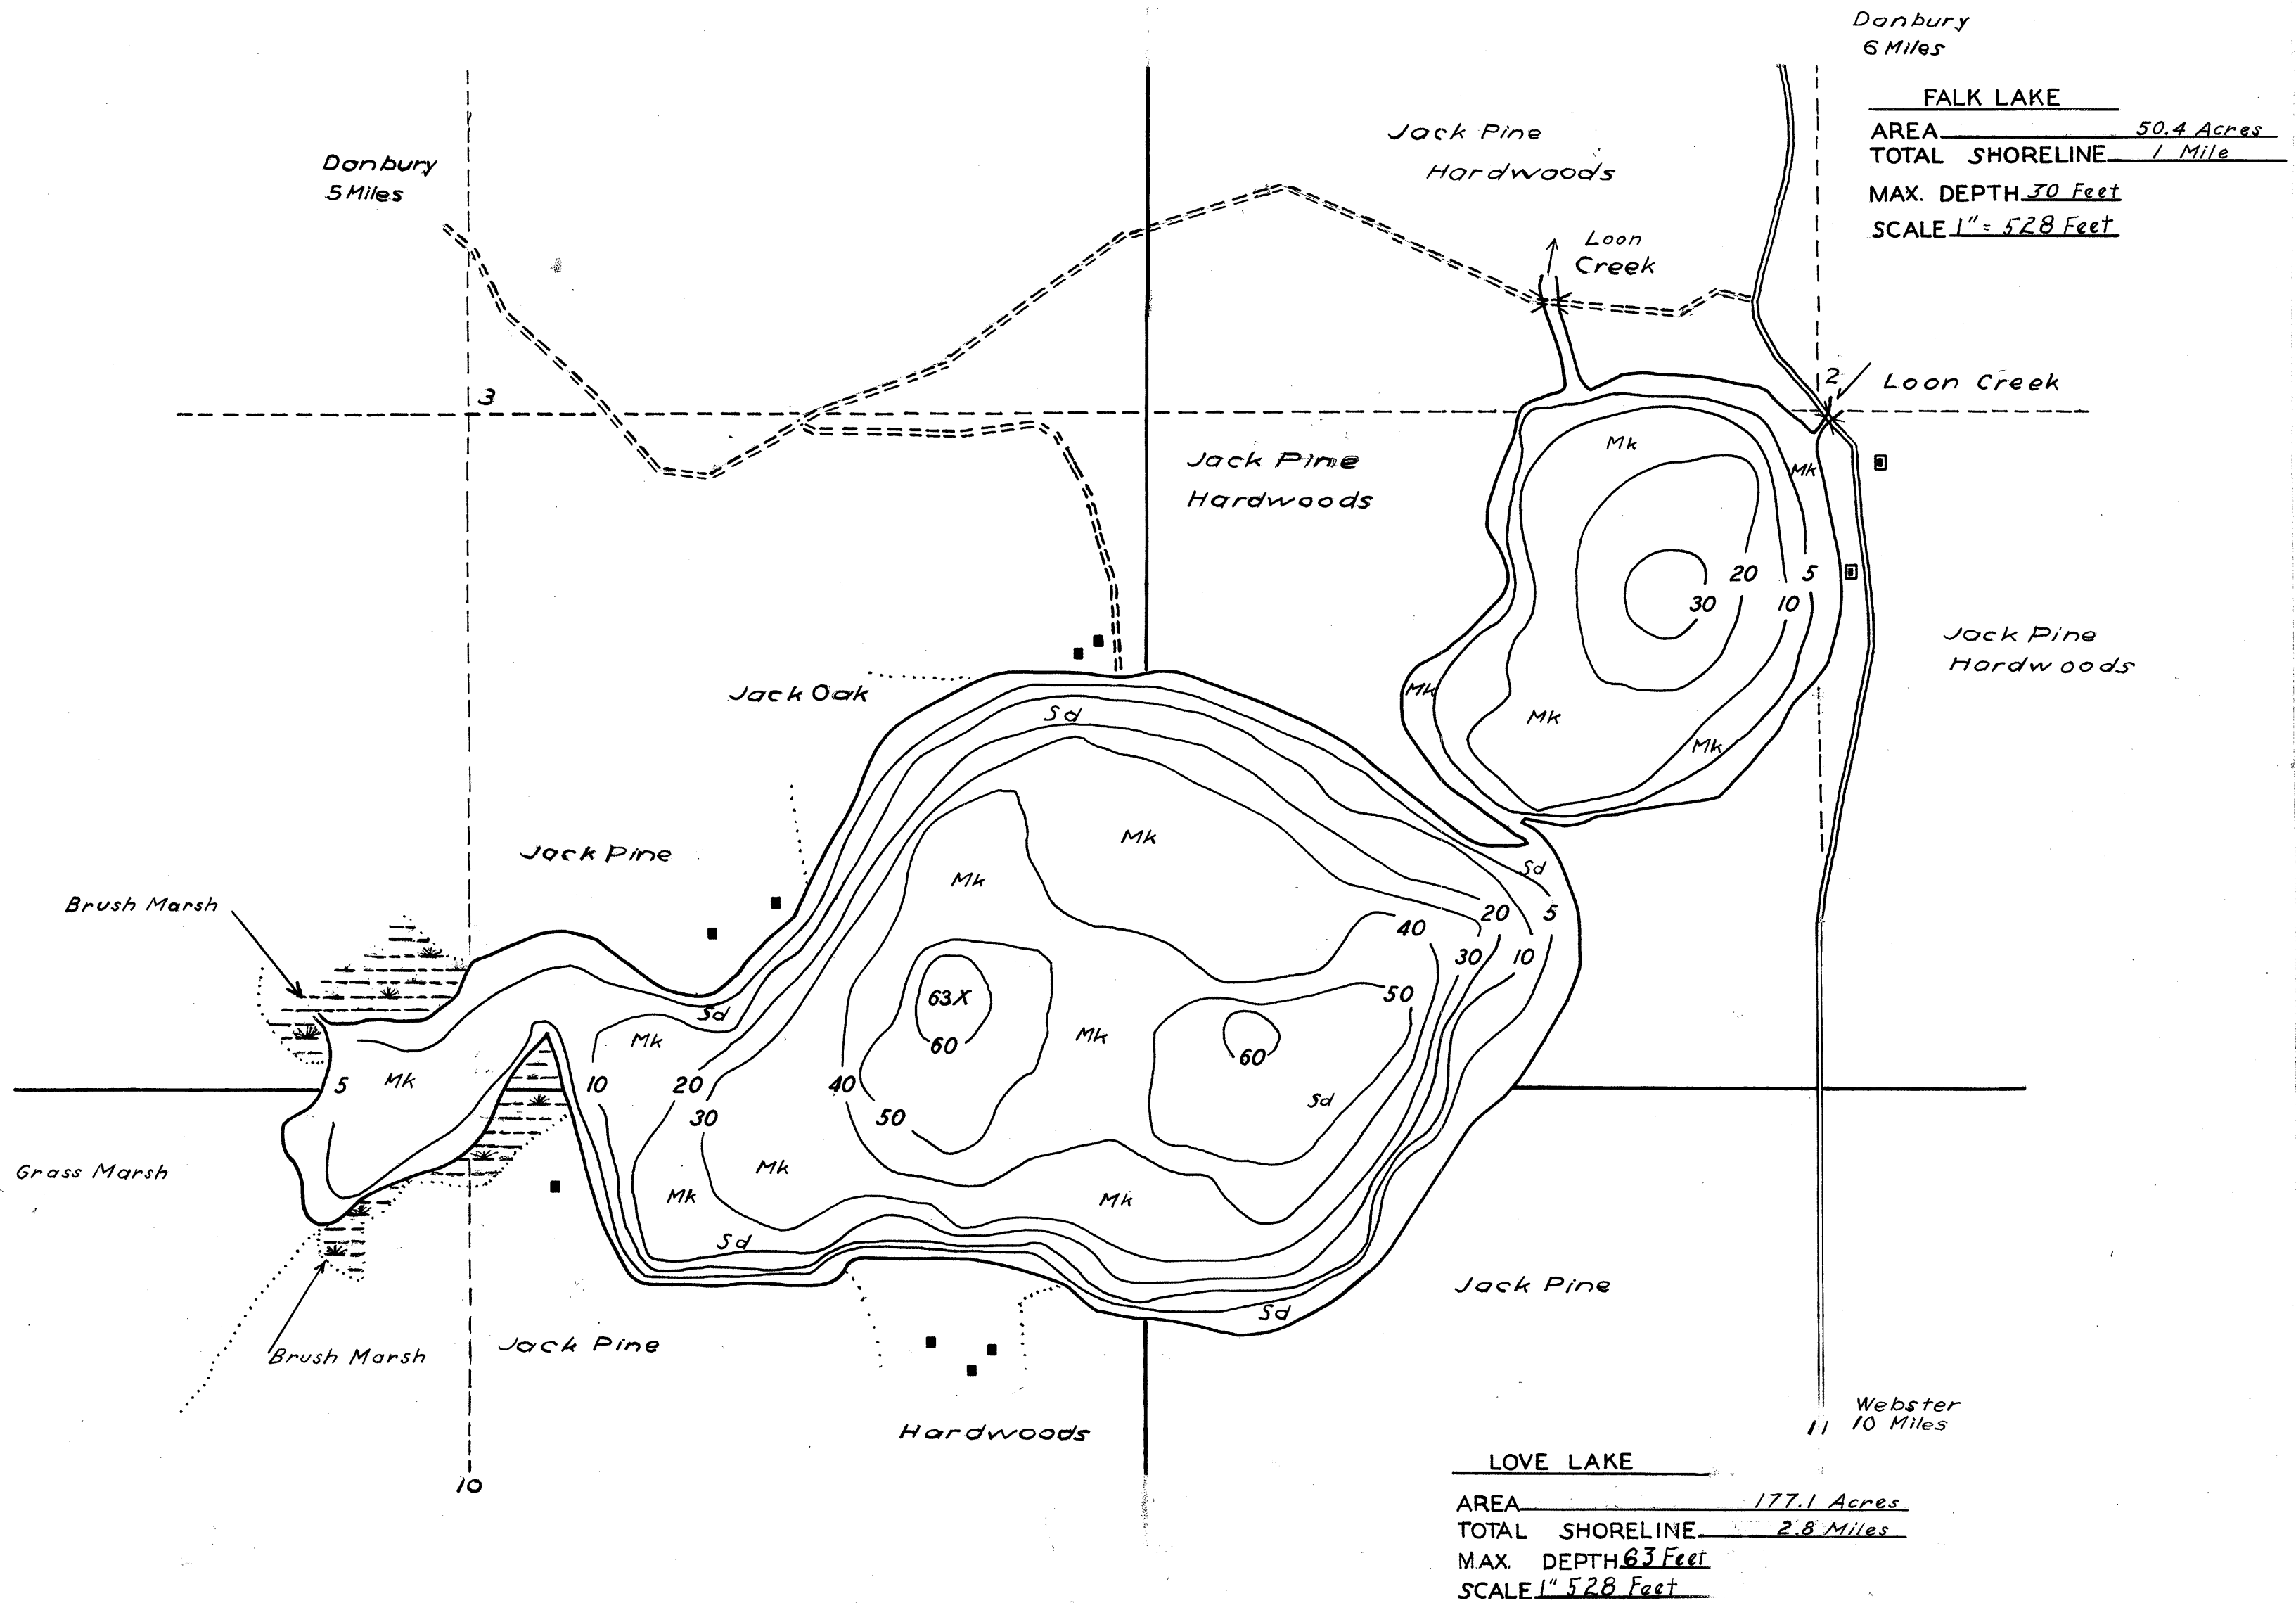 Danbury
6 Miles
FALK LAKE
AREA 50.4 Acres
TOTAL SHORELINE 1 Mile
MAX. DEPTH 30 Feet
SCALE 1" = 528 Feet
Danbury
5 Miles
Jack Pine
Hardwoods
Loon
Creek
2
Loon Creek
3
Jack Pine
Hardwoods
Mk
Mk
20
5
30
10
Jack Pine
Hardwoods
Mk
Mk
Mk
Jack Oak
Sd
Mk
Mk
Sd
Jack Pine
Brush Marsh
20
5
40
30
10
63X
50
60
Sd
Mk
Mk
60
5
Mk
10
20
40
30
50
Sd
Grass Marsh
Mk
Mk
Mk
Sd
Sd
Jack Pine
Jack Pine
Brush Marsh
Hardwoods
Webster
11 10 Miles
10
LOVE LAKE
AREA 177.1 Acres
TOTAL SHORELINE 2.8 Miles
MAX. DEPTH 63 Feet
SCALE 1" 528 Feet